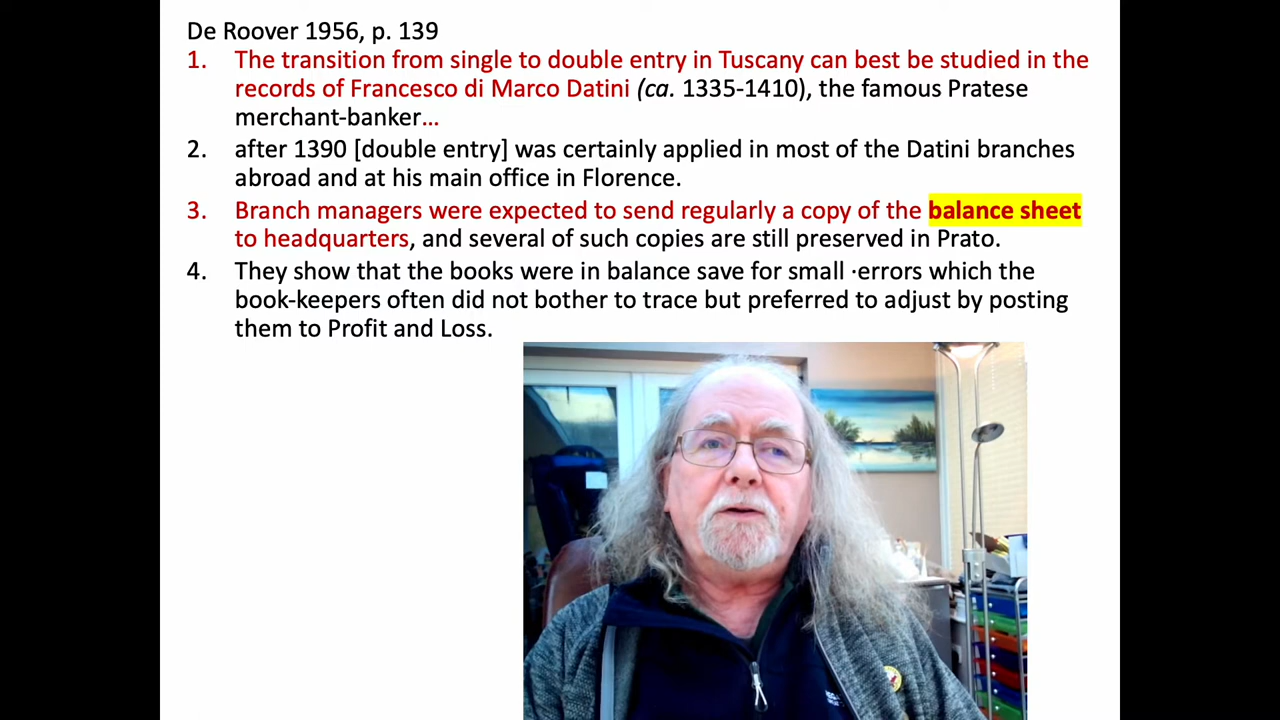 De Roover 1956, p. 139
1. The transition from single to double entry in Tuscany can best be studied in the
records of Francesco di Marco Datini (ca. 1335-1410), the famous Pratese
merchant-banker...
2. after 1390 [double entry] was certainly applied in most of the Datini branches
abroad and at his main office in Florence.
3. Branch managers were expected to send regularly a copy of the balance sheet
to headquarters, and several of such copies are still preserved in Prato.
4. They show that the books were in balance save for small ·errors which the
book-keepers often did not bother to trace but preferred to adjust by posting
them to Profit and Loss.